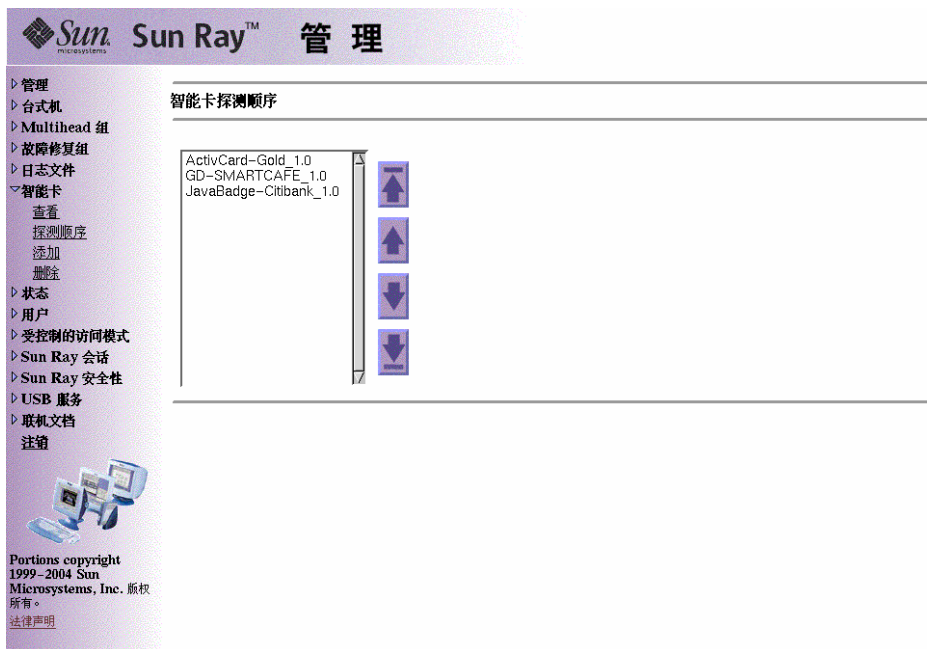 Sun
microsystems
Sun Ray™ 管 理
管理
台式机
Multihead 组
故障修复组
日志文件
智能卡
查看
探测顺序
添加
删除
状态
用户
受控制的访问模式
Sun Ray 会话
Sun Ray 安全性
USB 服务
联机文档
注销
Portions copyright
1999-2004 Sun
Microsystems, Inc. 版权
所有。
法律声明
智能卡探测顺序
ActivCard-Gold_1.0
GD-SMARTCAFE_1.0
JavaBadge-Citibank_1.0